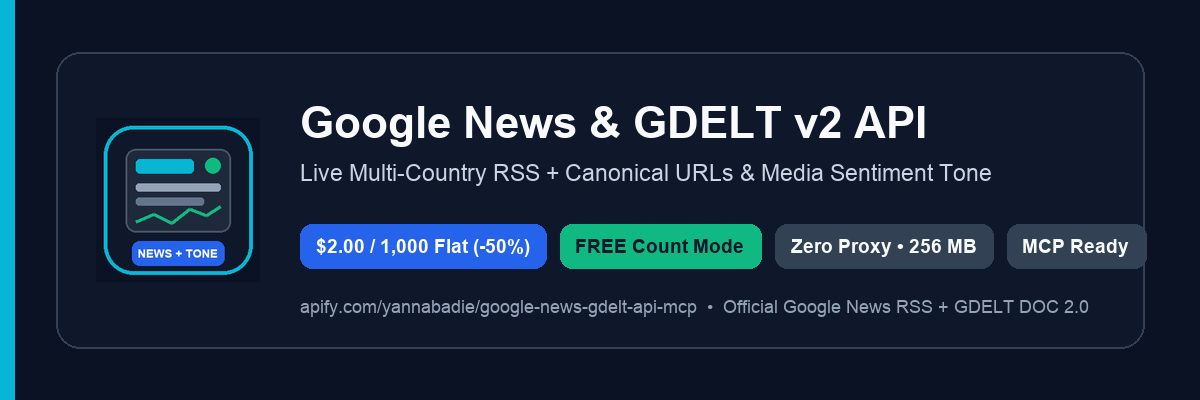 Google News & GDELT v2 API
Live Multi-Country RSS + Canonical URLs & Media Sentiment Tone
NEWS + TONE
$2.00 / 1,000 Flat (-50%) FREE Count Mode Zero Proxy • 256 MB MCP Ready
apify.com/yannabadie/google-news-gdelt-api-mcp • Official Google News RSS + GDELT DOC 2.0